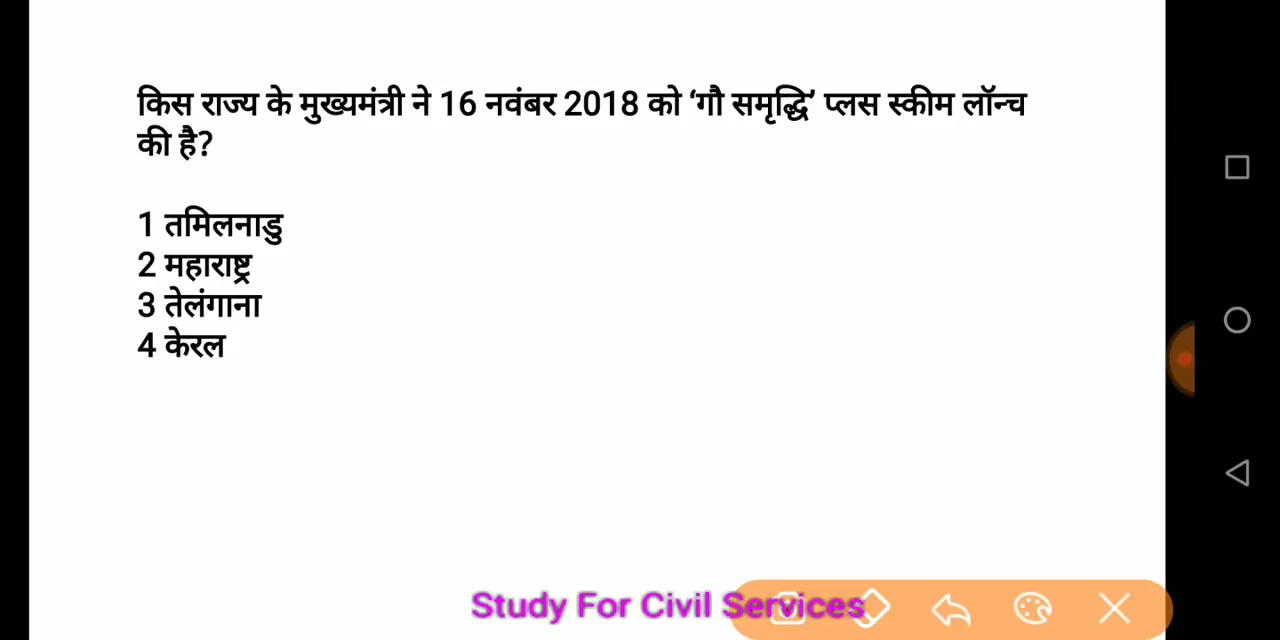 किस राज्य के मुख्यमंत्री ने 16 नवंबर 2018 को ‘गौ समृद्धि’ प्लस स्कीम लॉन्च
की है?
1 तमिलनाडु
2 महाराष्ट्र
3 तेलंगाना
4 केरल
Study For Civil Services